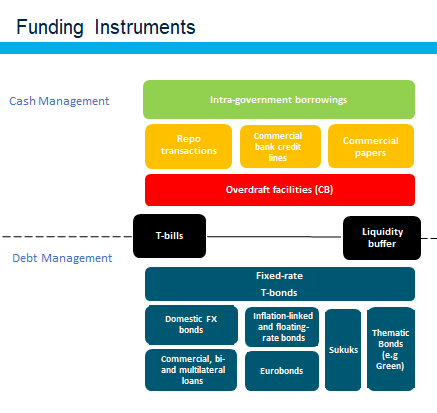 Funding Instruments
Cash Management
Intra-government borrowings
Repo
transactions
Commercial
bank credit
lines
Commercial
papers
Overdraft facilities (CB)
T-bills
Liquidity
buffer
Debt Management
Fixed-rate
T-bonds
Domestic FX
bonds
Inflation-linked
and floating-
rate bonds
Sukuks
Thematic
Bonds
(e.g
Green)
Commercial, bi-
and multilateral
loans
Eurobonds